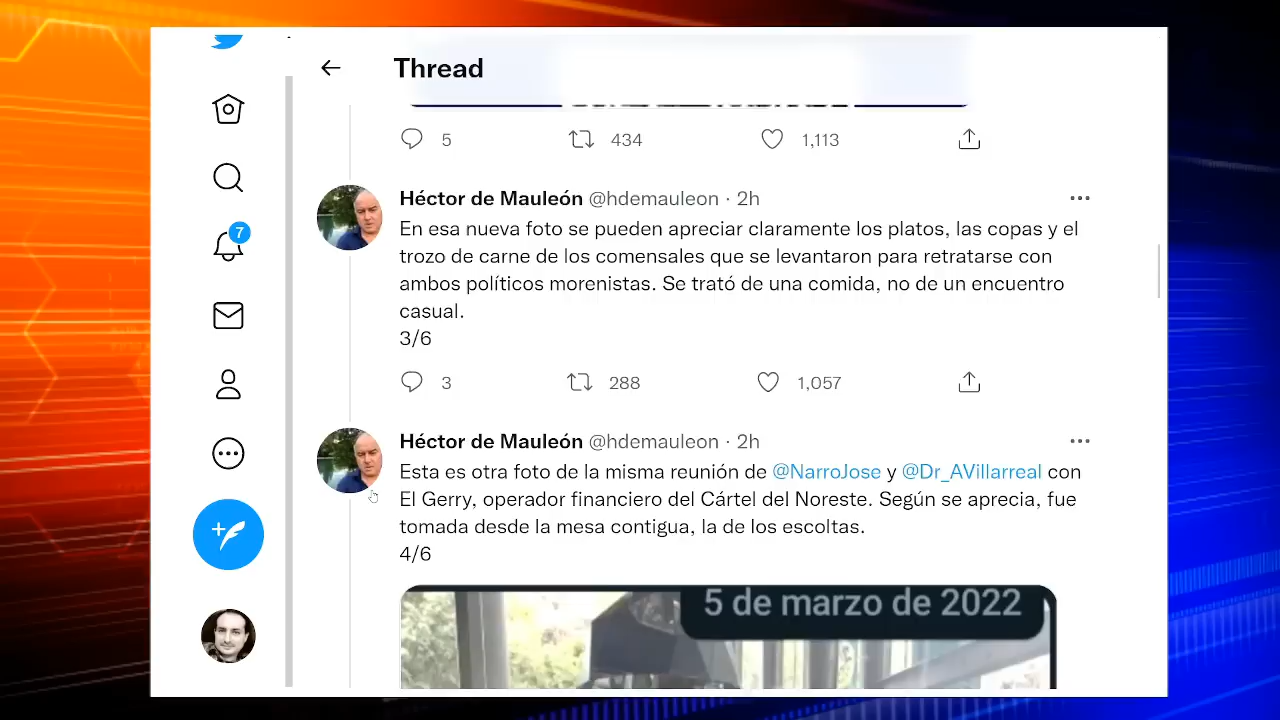 Thread
5 434 1,113
Héctor de Mauleón @hdemauleon · 2h
En esa nueva foto se pueden apreciar claramente los platos, las copas y el
trozo de carne de los comensales que se levantaron para retratarse con
ambos políticos morenistas. Se trató de una comida, no de un encuentro
casual.
3/6
3 288 1,057
7
Héctor de Mauleón @hdemauleon · 2h
Esta es otra foto de la misma reunión de @NarroJose y @Dr_AVillarreal con
El Gerry, operador financiero del Cártel del Noreste. Según se aprecia, fue
tomada desde la mesa contigua, la de los escoltas.
4/6
5 de marzo de 2022